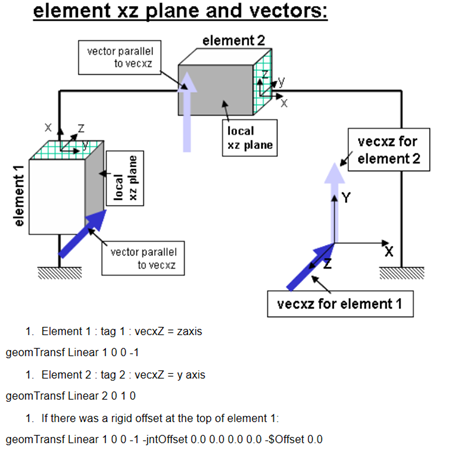 element xz plane and vectors:
element 2
vector parallel
to vecxz
z
y
x
local
xz plane
x
z
y
element 1
local
xz plane
vector parallel
to vecxz
vecxz for
element 2
Y
X
Z
vecxz for element 1
1. Element 1 : tag 1 : vecxZ = zaxis
geomTransf Linear 1 0 0 -1
1. Element 2 : tag 2 : vecxZ = y axis
geomTransf Linear 2 0 1 0
1. If there was a rigid offset at the top of element 1:
geomTransf Linear 1 0 0 -1 -jntOffset 0.0 0.0 0.0 0.0 -$Offset 0.0